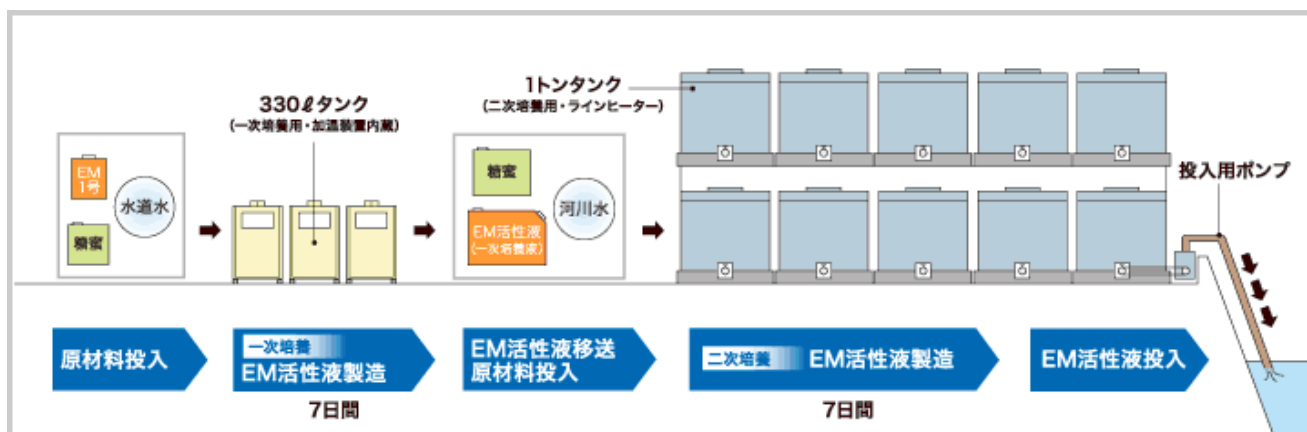 330ℓタンク
(一次培養用・加温装置内蔵)
1トンタンク
(二次培養用・ラインヒーター)
投入用ポンプ
EM
1号
水道水
糖蜜
糖蜜
河川水
EM活性液
(一次培養液)
原材料投入
一次培養
EM活性液製造
7日間
EM活性液移送
原材料投入
二次培養 EM活性液製造
7日間
EM活性液投入